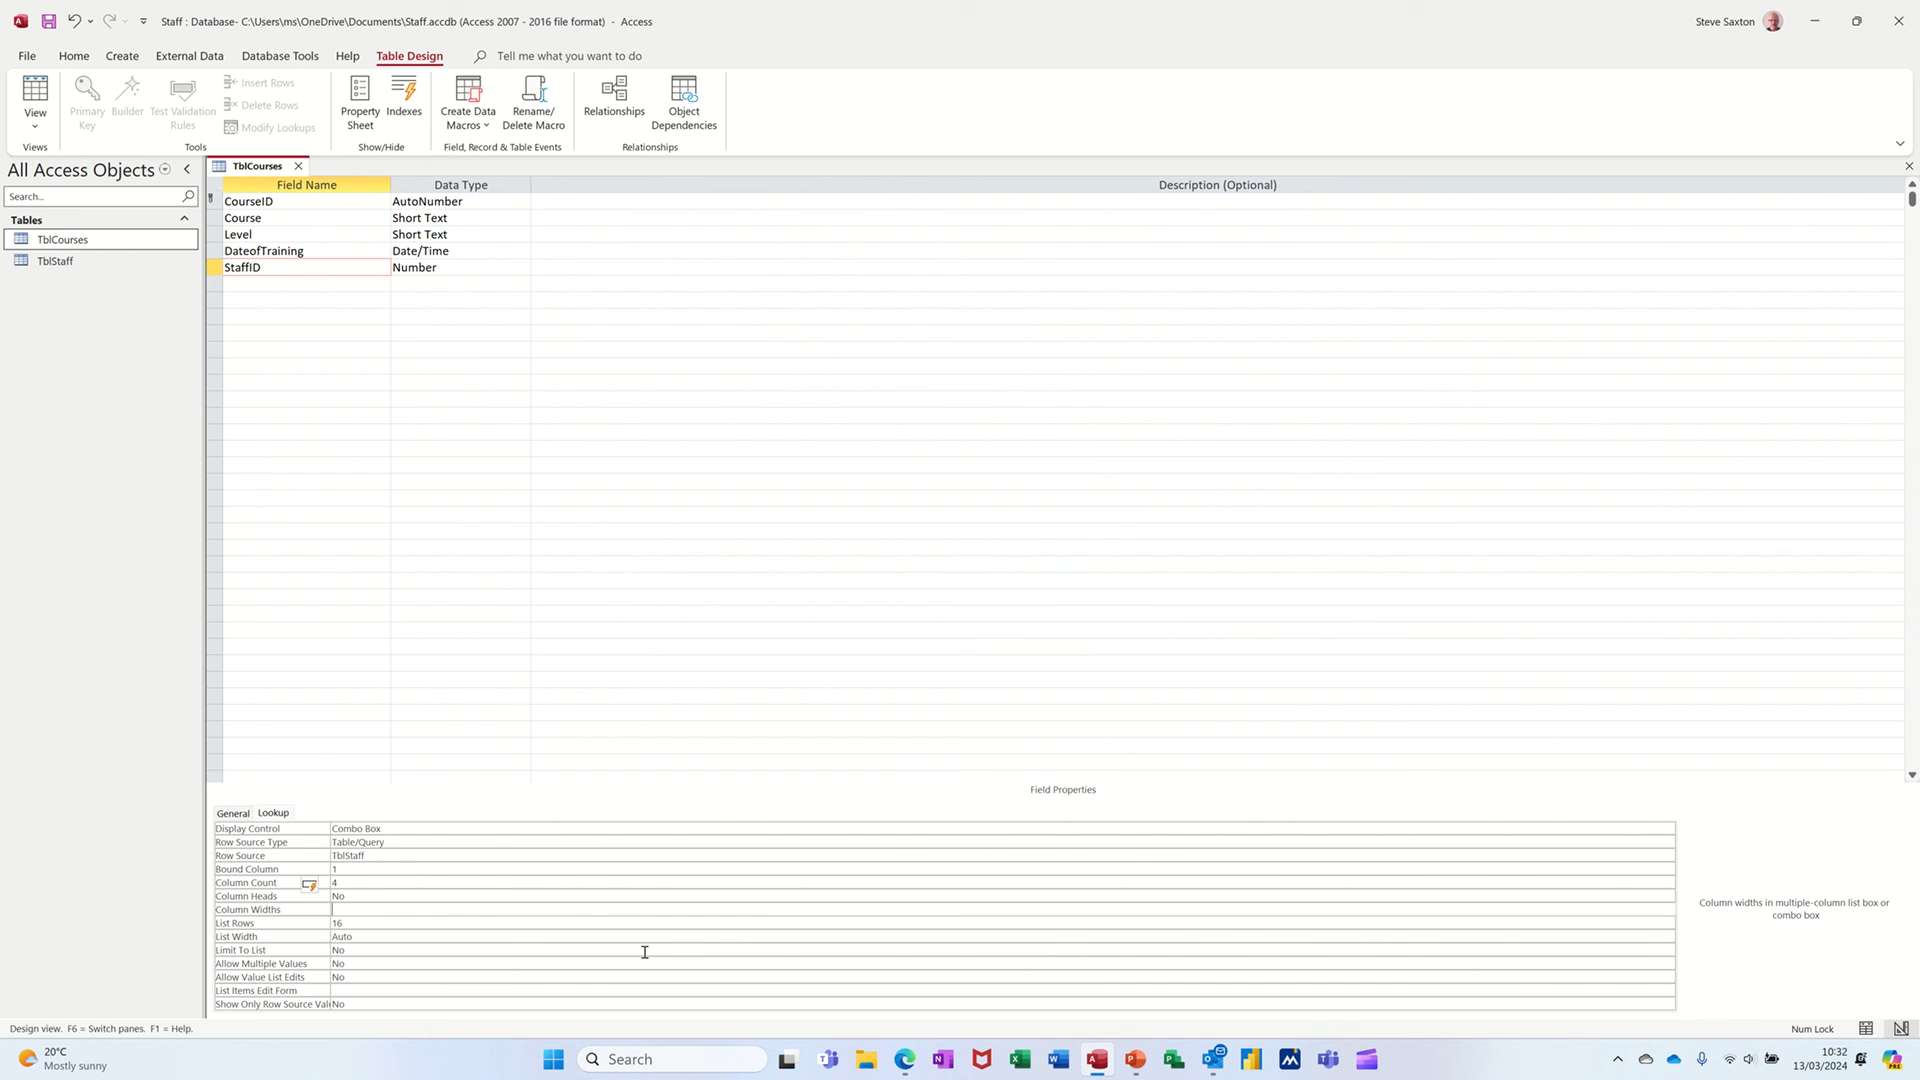 Staff : Database- C:\Users\ms\OneDrive\Documents\Staff.accdb (Access 2007 - 2016 file format) - Access
Steve Saxton
File Home Create External Data Database Tools Help Table Design Tell me what you want to do
View
Primary Key
Builder
Test Validation Rules
Insert Rows
Delete Rows
Modify Lookups
Property Sheet
Indexes
Create Data Macros
Rename/ Delete Macro
Relationships
Object Dependencies
Views Tools Show/Hide Field, Record & Table Events Relationships
All Access Objects
Search...
Tables
TblCourses
TblStaff
TblCourses
Field Name Data Type Description (Optional)
CourseID AutoNumber
Course Short Text
Level Short Text
DateofTraining Date/Time
StaffID Number
Field Properties
General Lookup
Display Control Combo Box
Row Source Type Table/Query
Row Source TblStaff
Bound Column 1
Column Count 4
Column Heads No
Column Widths
List Rows 16
List Width Auto
Limit To List No
Allow Multiple Values No
Allow Value List Edits No
List Items Edit Form
Show Only Row Source Val No
Column widths in multiple-column list box or
combo box
Design view. F6 = Switch panes. F1 = Help.
Num Lock
20°C
Mostly sunny
Search
10:32
13/03/2024
PRE